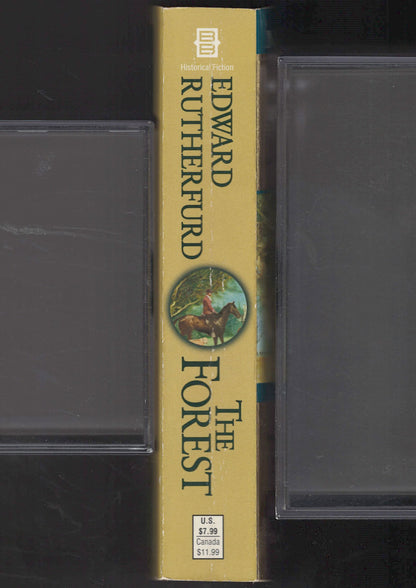 Historical Fiction
EDWARD
RUTHERFURD
THE
FOREST
U.S.
$7.99
Canada
$11.99